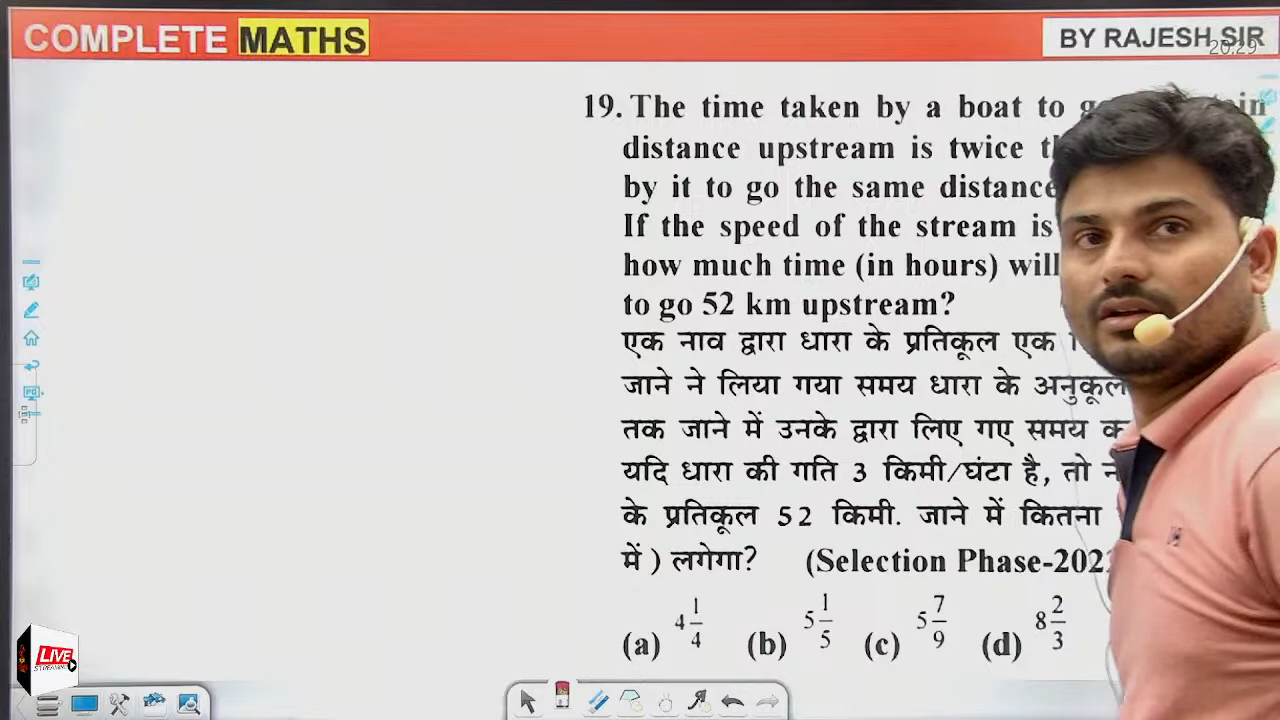 COMPLETE MATHS
BY RAJESH SIR
20:29
19. The time taken by a boat to
distance upstream is twice
by it to go the same distance
If the speed of the stream is
how much time (in hours) will
to go 52 km upstream?
एक नाव द्वारा धारा के प्रतिकूल एक
जाने ने लिया गया समय धारा के अनुकूल
तक जाने में उनके द्वारा लिए गए समय
यदि धारा की गति 3 किमी/घंटा है, तो
के प्रतिकूल 52 किमी. जाने में कितना
में ) लगेगा? (Selection Phase-202
(a) 4 1/4 (b) 5 1/5 (c) 5 7/9 (d) 8 2/3
LIVE
STREAMING